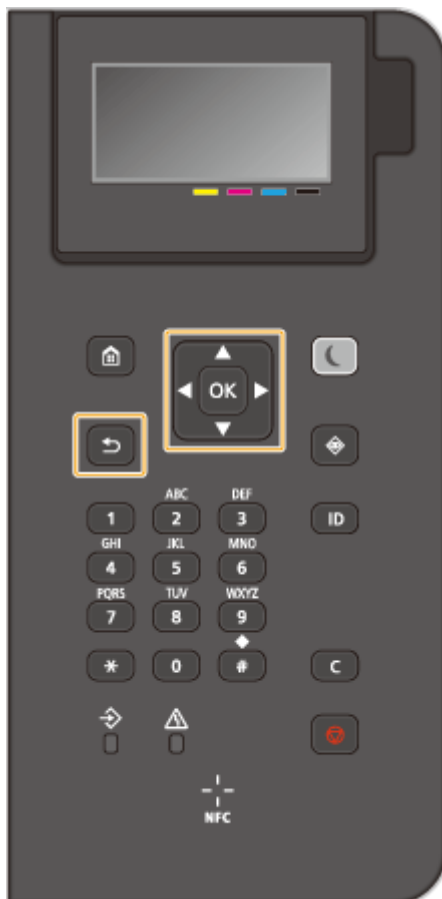 OK
ABC DEF
1 2 3 ID
GHI JKL MNO
4 5 6
PQRS TUV WXYZ
7 8 9
* 0 # C
NFC